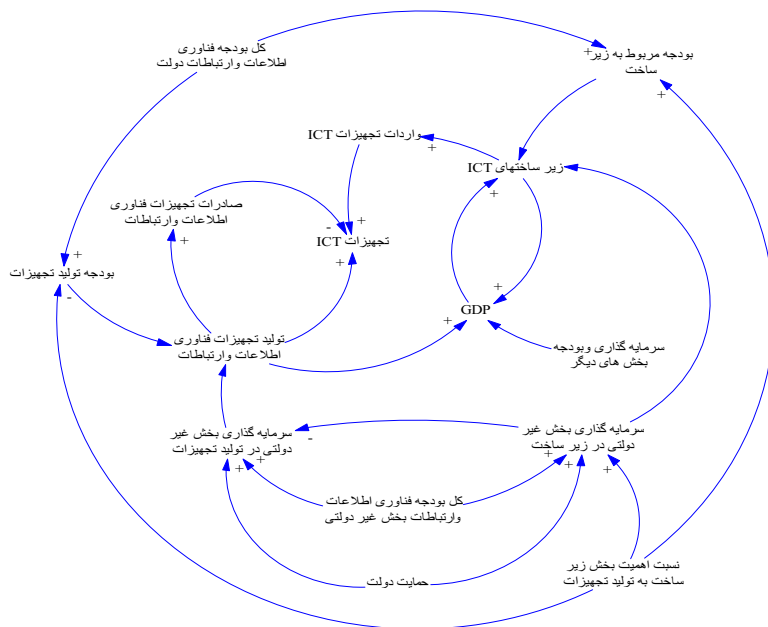 کل بودجه فناوری
اطلاعات وارتباطات دولت
بودجه مربوط به زیر
ساخت
+
+
واردات تجهیزات ICT
+
زیر ساختهای ICT
+
صادرات تجهیزات فناوری
اطلاعات وارتباطات
+
-
+
تجهیزات ICT
+
+
بودجه تولید تجهیزات
-
+
GDP
+
تولید تجهیزات فناوری
اطلاعات وارتباطات
سرمایه گذاری وبودجه
بخش های دیگر
سرمایه گذاری بخش غیر
دولتی در تولید تجهیزات
-
+
+
سرمایه گذاری بخش غیر
دولتی در زیر ساخت
+
+
+
کل بودجه فناوری اطلاعات
وارتباطات بخش غیر دولتی
حمایت دولت
نسبت اهمیت بخش زیر
ساخت به تولید تجهیزات